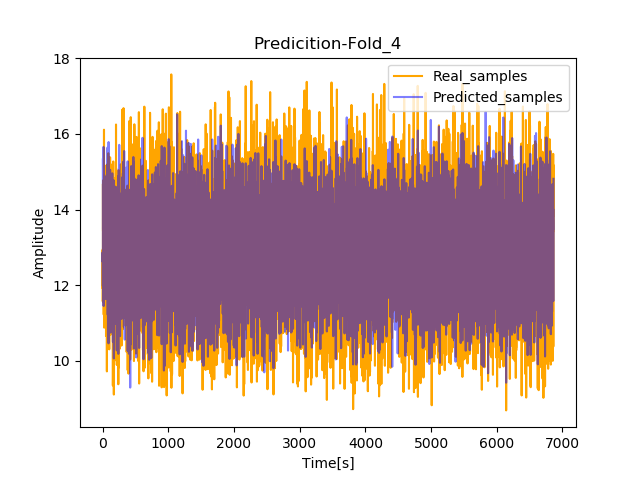 Predicition-Fold_4
Real_samples
Predicted_samples
18
16
14
12
10
Amplitude
0 1000 2000 3000 4000 5000 6000 7000
Time[s]